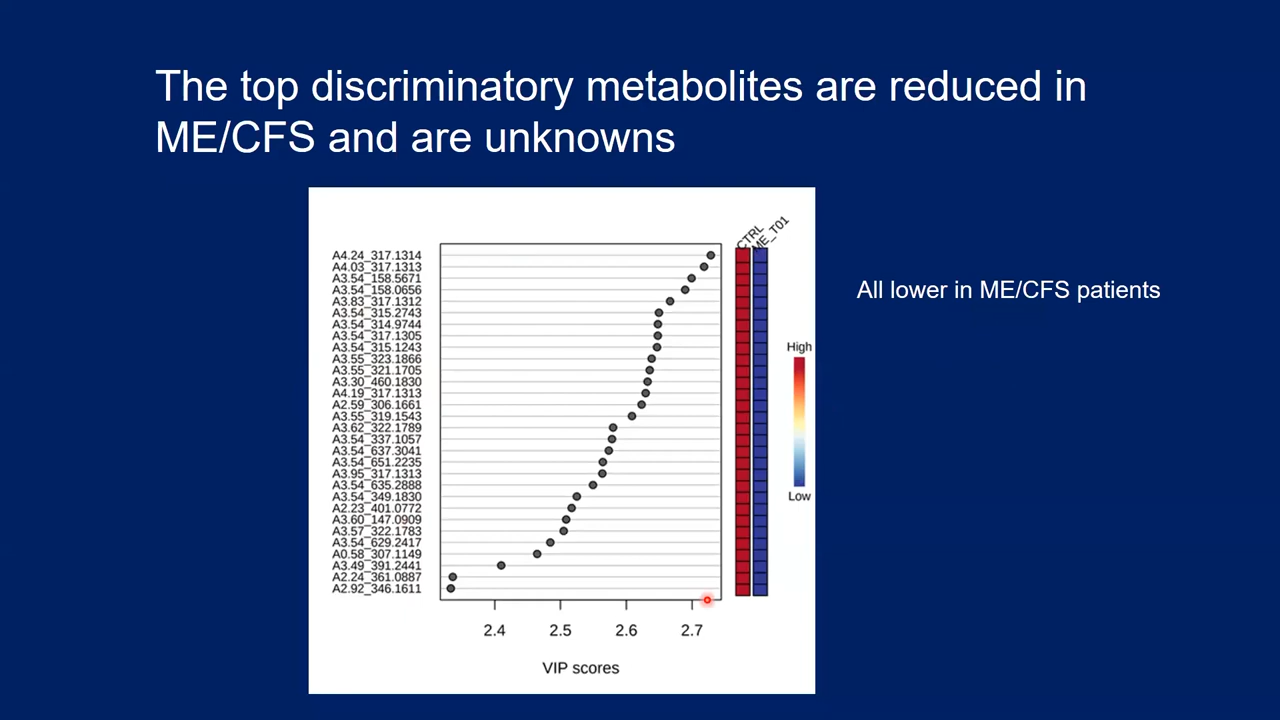 The top discriminatory metabolites are reduced in
ME/CFS and are unknowns
CTRL
ME_T01
A4.24_317.1314
A4.03_317.1313
A3.54_158.5671
A3.54_158.0656
A3.83_317.1312
A3.54_315.2743
A3.54_314.9744
A3.54_317.1305
A3.54_315.1243
A3.55_323.1866
A3.55_321.1705
A3.30_460.1830
A4.19_317.1313
A2.59_306.1661
A3.55_319.1543
A3.62_322.1789
A3.54_337.1057
A3.54_637.3041
A3.54_651.2235
A3.95_317.1313
A3.54_635.2888
A3.54_349.1830
A2.23_401.0772
A3.60_147.0909
A3.57_322.1783
A3.54_629.2417
A0.58_307.1149
A3.49_391.2441
A2.24_361.0887
A2.92_346.1611
2.4 2.5 2.6 2.7
VIP scores
High
Low
All lower in ME/CFS patients